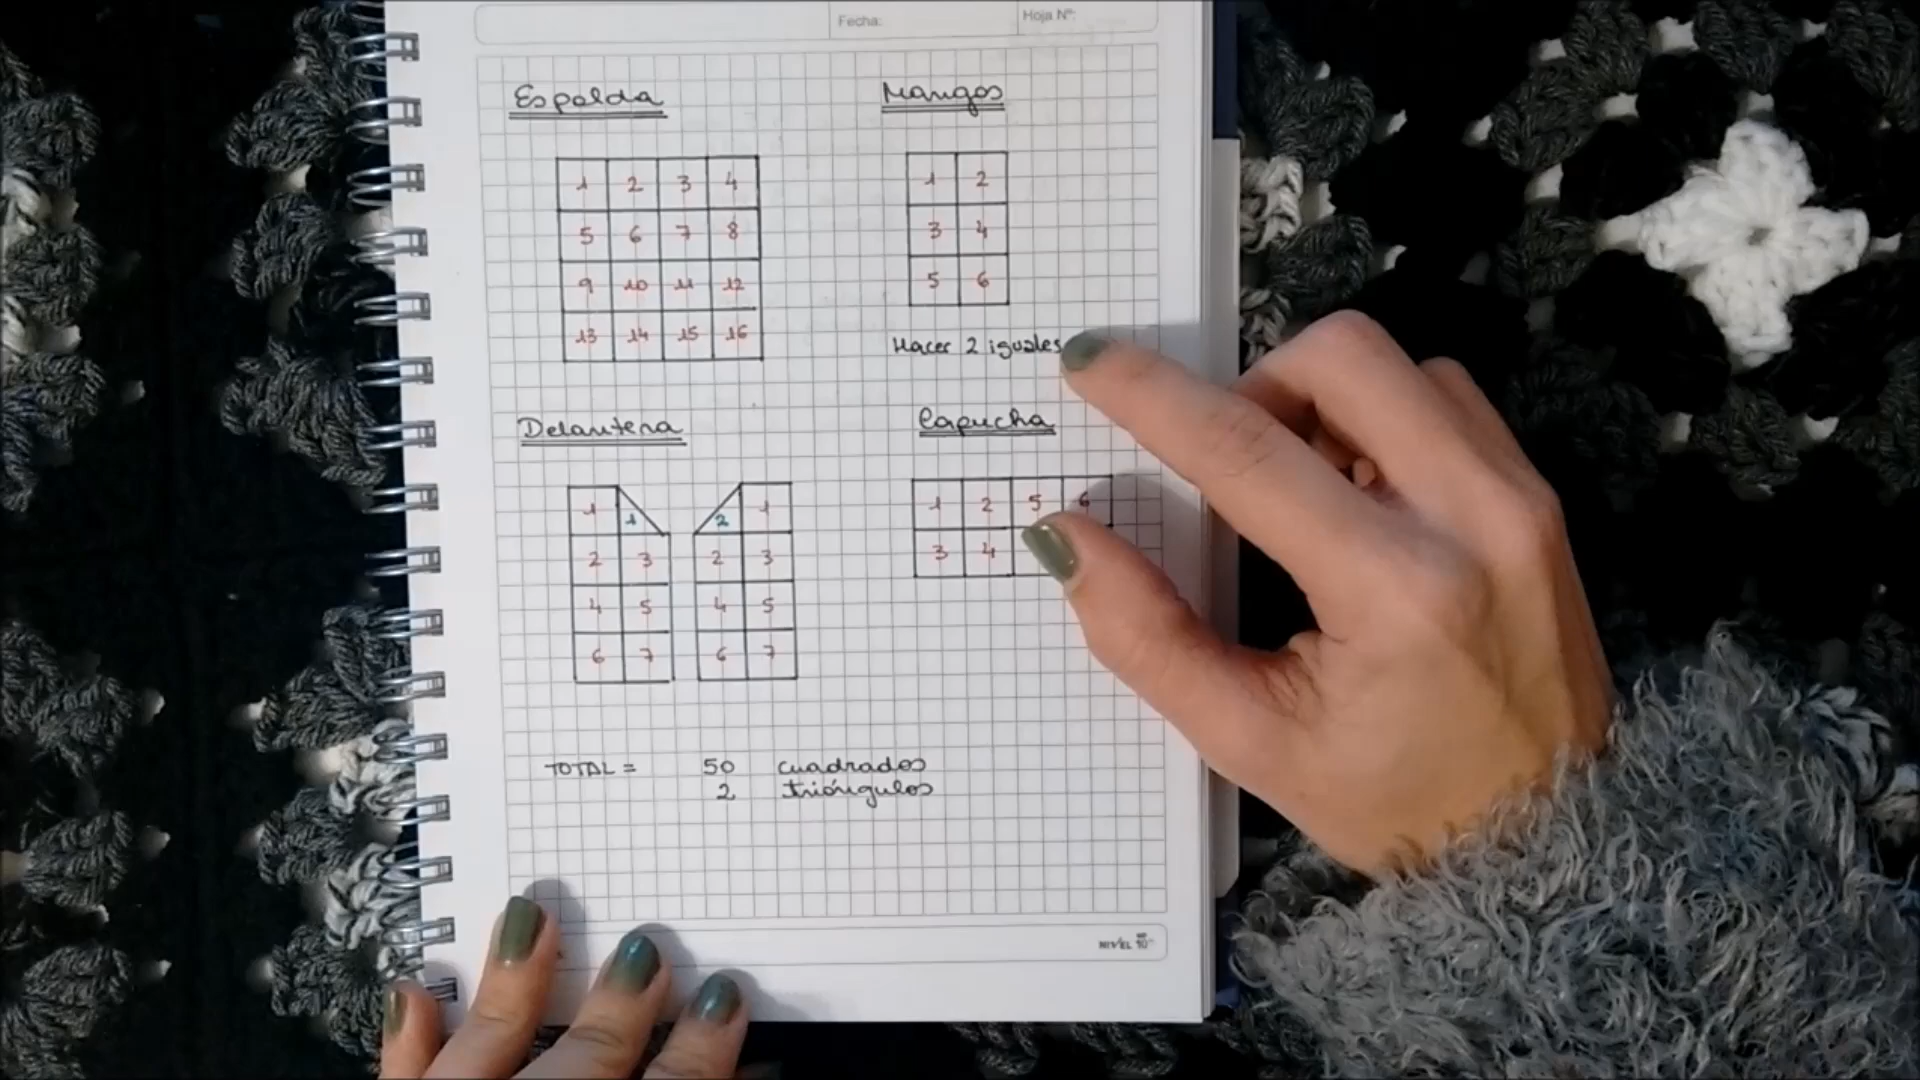 Fecha:
Hoja Nº:
Espalda
1 2 3 4
5 6 7 8
9 10 11 12
13 14 15 16
Mangas
1 2
3 4
5 6
Hacer 2 iguales
Delantera
1 1 2 1
2 3 2 3
4 5 4 5
6 7 6 7
Capucha
1 2 5 6
3 4
TOTAL = 50 cuadrados
2 triángulos
NIVEL 10